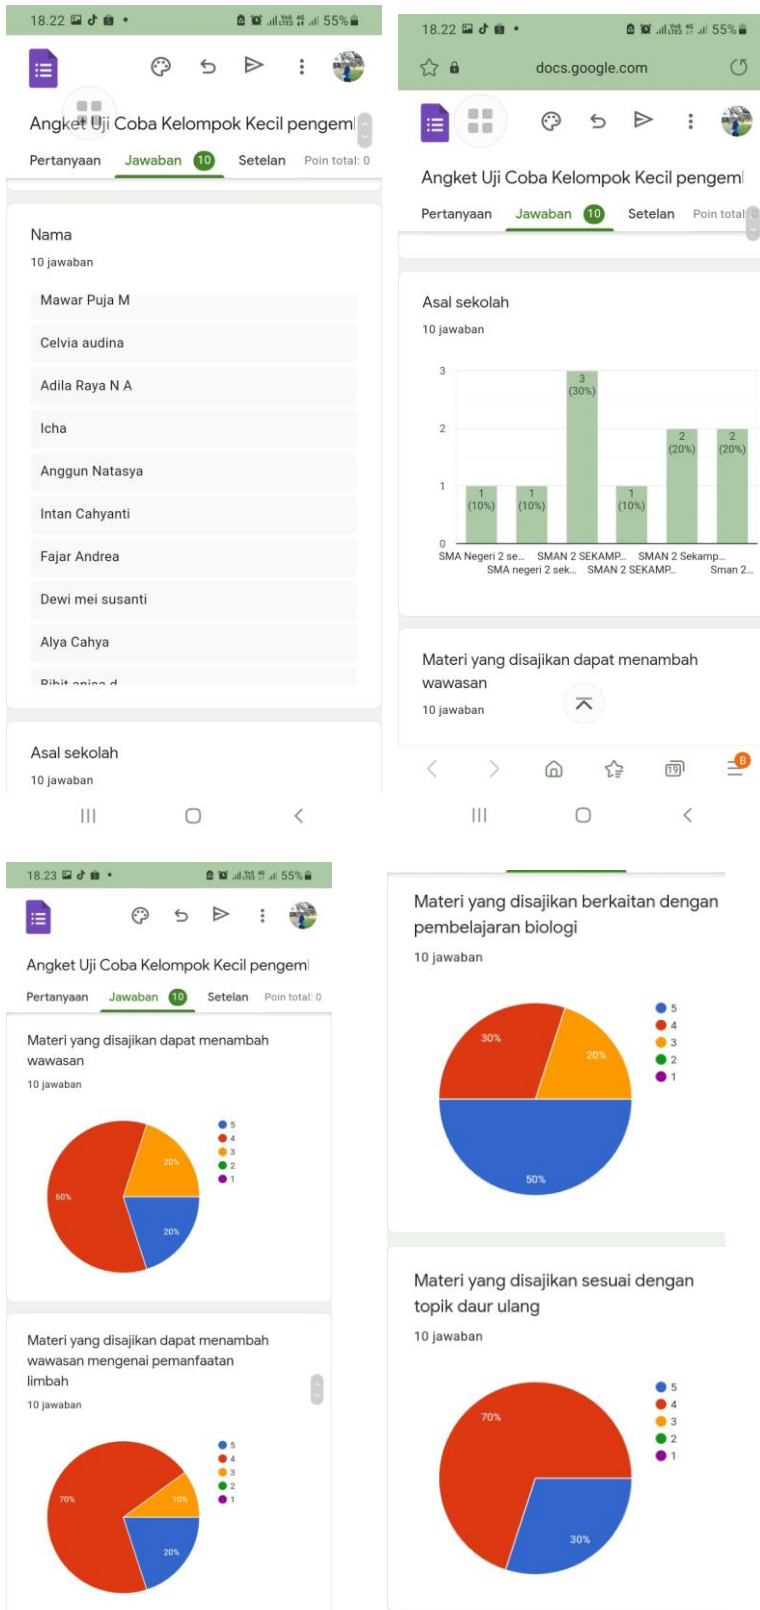 18.22 55%
Angket Uji Coba Kelompok Kecil pengeml
Pertanyaan Jawaban 10 Setelan Poin total: 0
Nama
10 jawaban
Mawar Puja M
Celvia audina
Adila Raya N A
Icha
Anggun Natasya
Intan Cahyanti
Fajar Andrea
Dewi mei susanti
Alya Cahya
Asal sekolah
10 jawaban
18.22 55%
docs.google.com
Angket Uji Coba Kelompok Kecil pengeml
Pertanyaan Jawaban 10 Setelan Poin total: 0
Asal sekolah
10 jawaban
3
2
1
0
1 (10%)
1 (10%)
3 (30%)
1 (10%)
2 (20%)
2 (20%)
SMA Negeri 2 se... SMAN 2 SEKAMP... SMAN 2 Sekamp...
SMA negeri 2 sek... SMAN 2 SEKAMP... Sman 2...
Materi yang disajikan dapat menambah
wawasan
10 jawaban
19 B
18.23 55%
Angket Uji Coba Kelompok Kecil pengeml
Pertanyaan Jawaban 10 Setelan Poin total: 0
Materi yang disajikan dapat menambah
wawasan
10 jawaban
60%
20%
20%
5
4
3
2
1
Materi yang disajikan dapat menambah
wawasan mengenai pemanfaatan
limbah
10 jawaban
70%
10%
20%
5
4
3
2
1
Materi yang disajikan berkaitan dengan
pembelajaran biologi
10 jawaban
30%
20%
50%
5
4
3
2
1
Materi yang disajikan sesuai dengan
topik daur ulang
10 jawaban
70%
30%
5
4
3
2
1